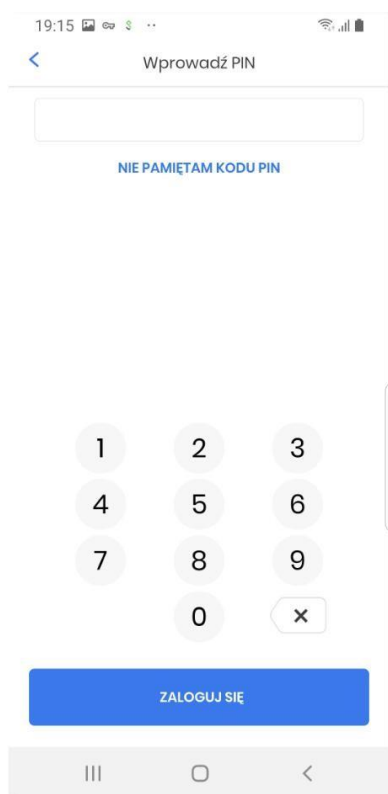 19:15
Wprowadź PIN
NIE PAMIĘTAM KODU PIN
1 2 3
4 5 6
7 8 9
0
ZALOGUJ SIĘ